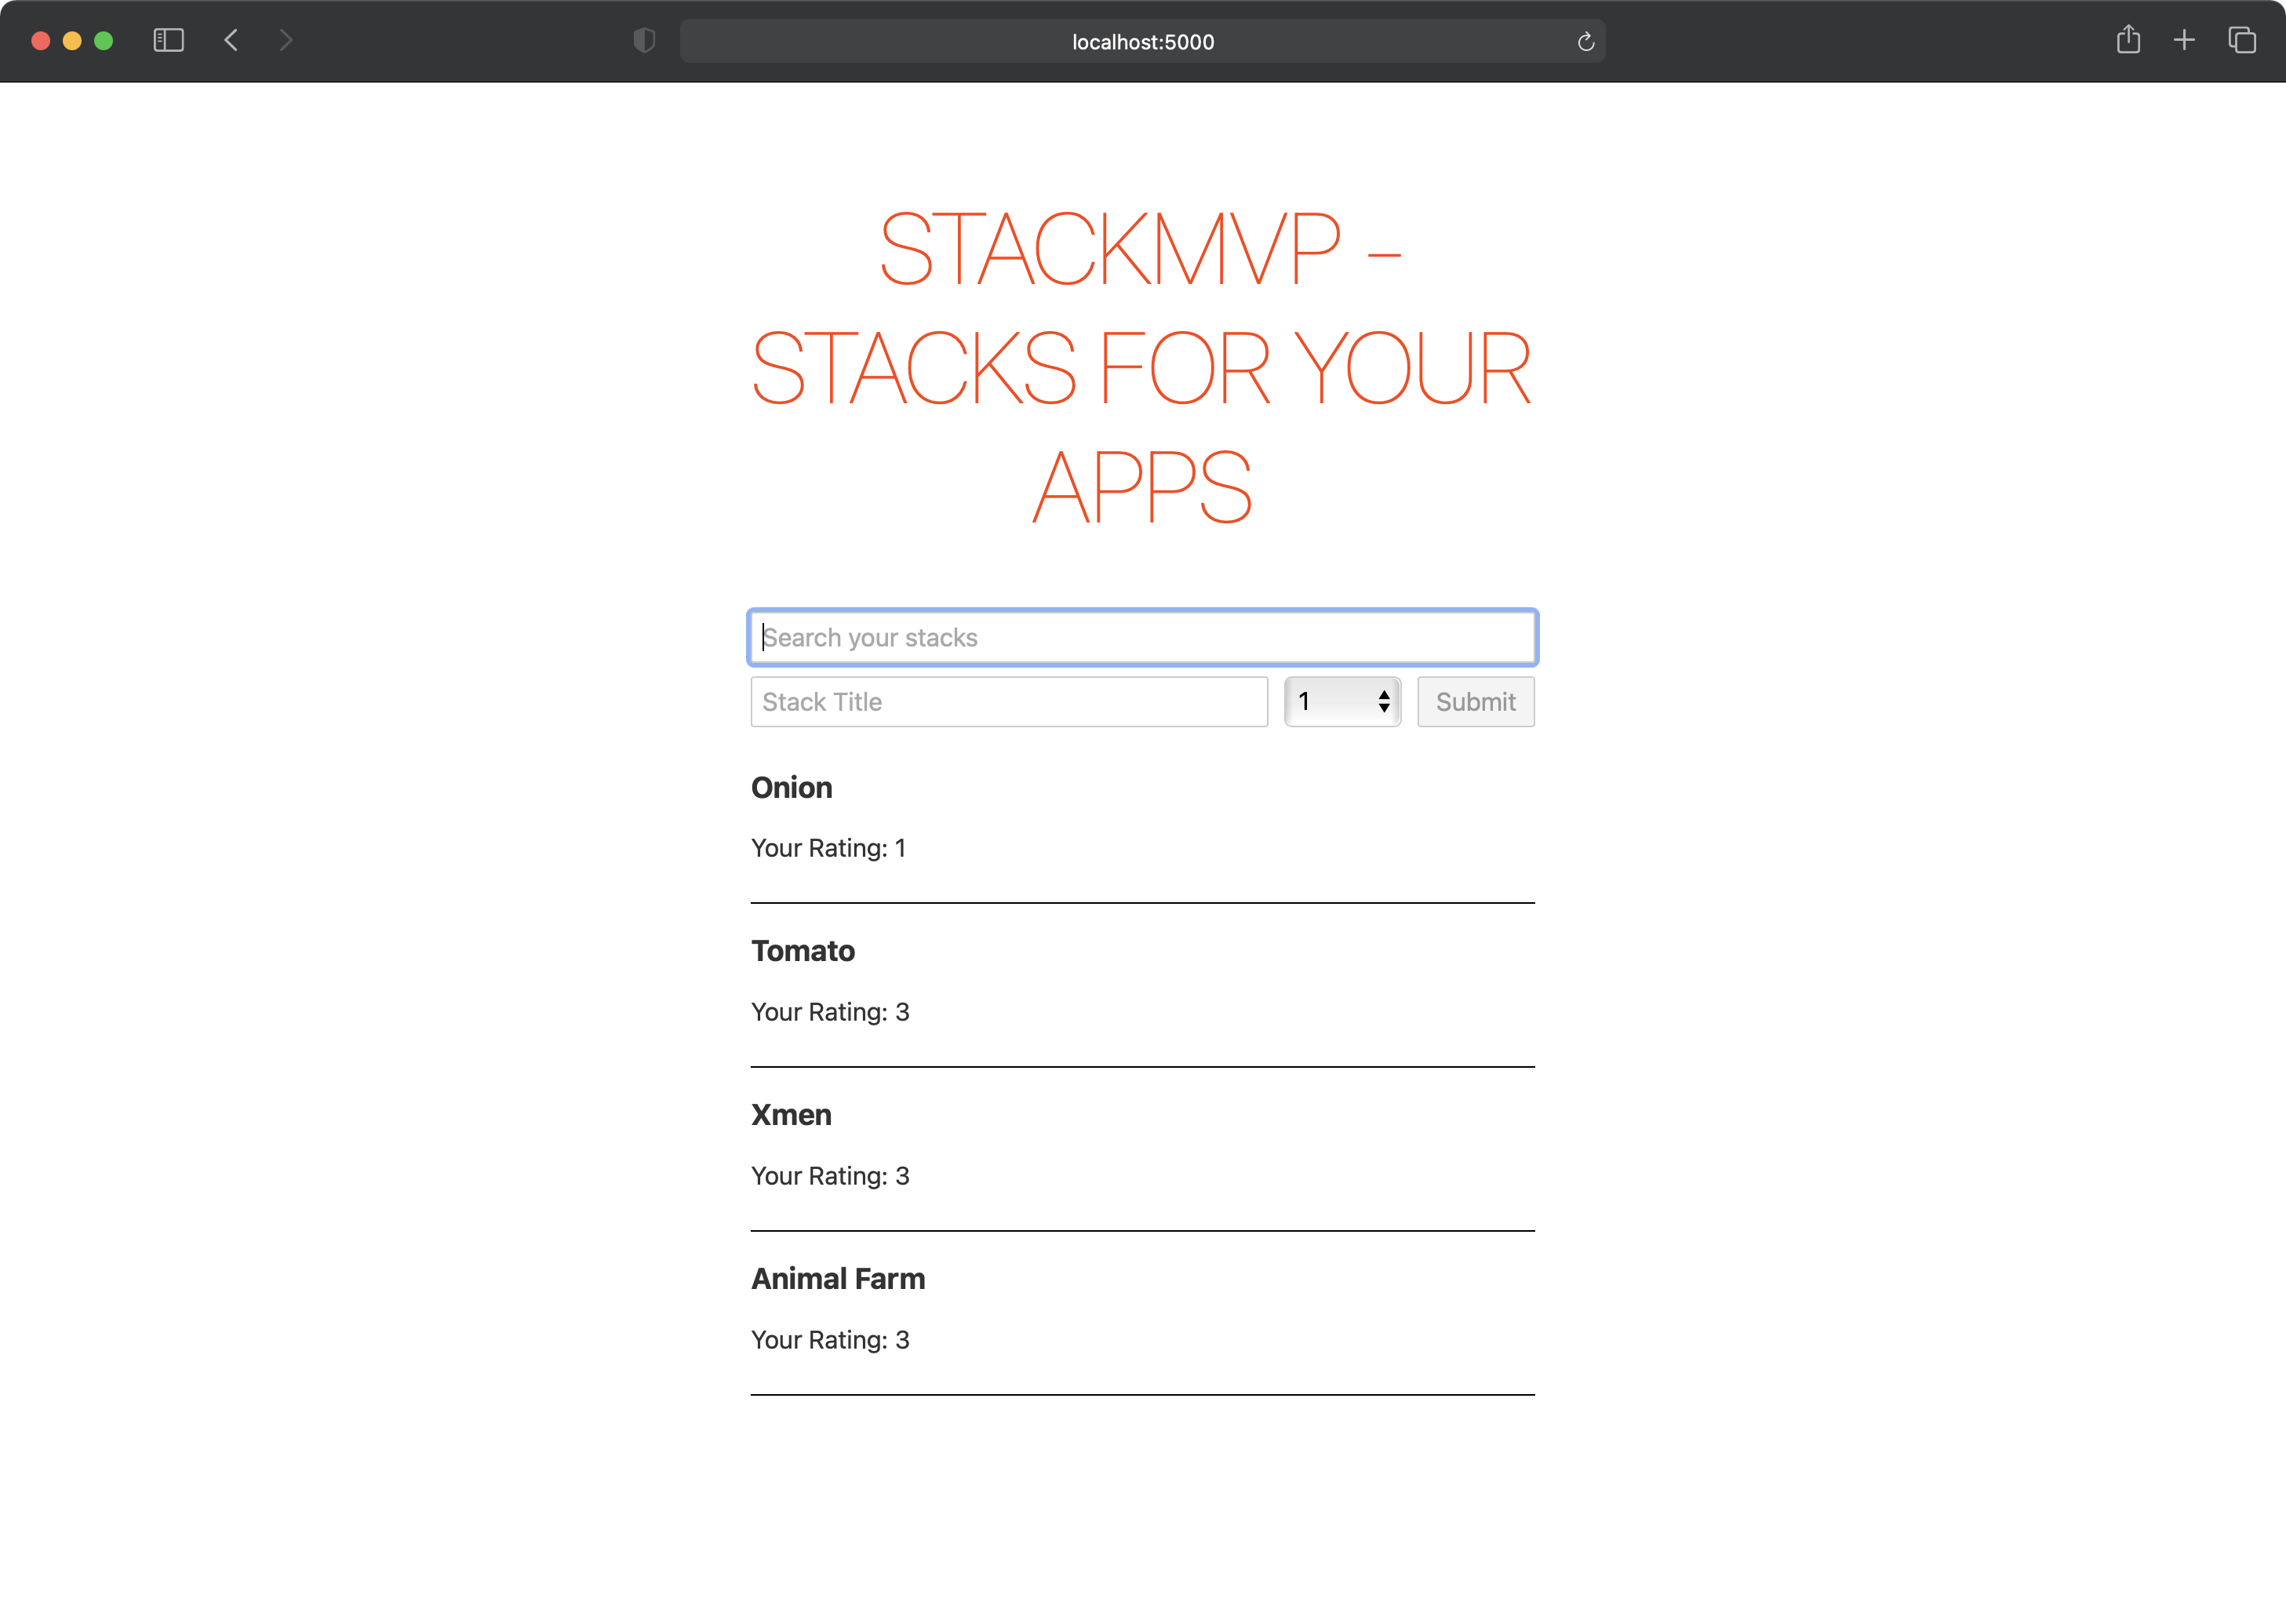 localhost:5000
STACKMVP –
STACKS FOR YOUR
APPS
Search your stacks
Stack Title 1 Submit
Onion
Your Rating: 1
Tomato
Your Rating: 3
Xmen
Your Rating: 3
Animal Farm
Your Rating: 3